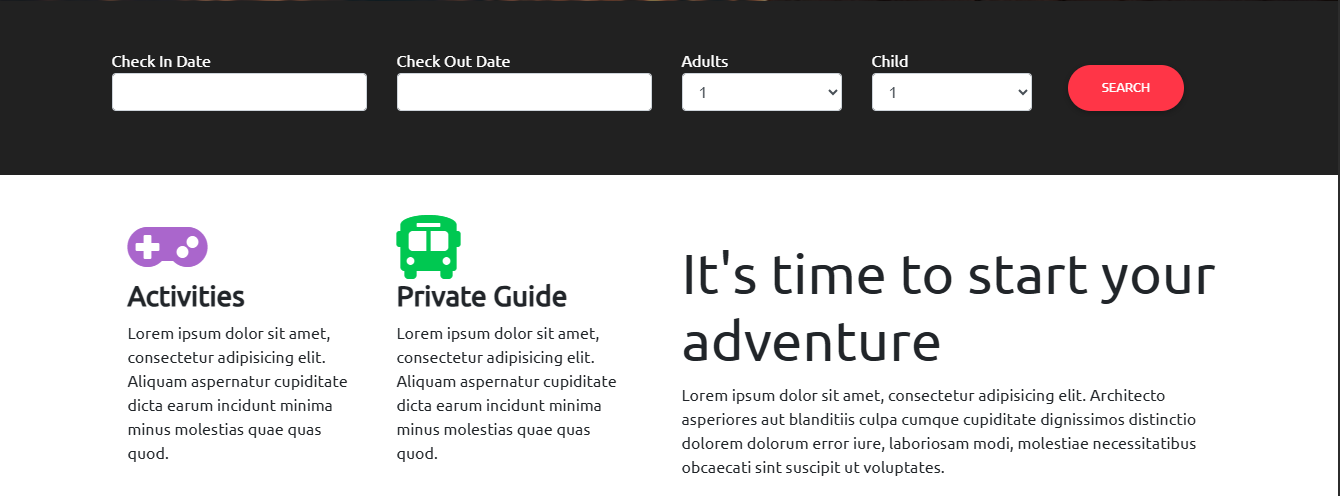 Check In Date
Check Out Date
Adults
Child
1
1
SEARCH
Activities
Lorem ipsum dolor sit amet,
consectetur adipisicing elit.
Aliquam aspernatur cupiditate
dicta earum incidunt minima
minus molestias quae quas
quod.
Private Guide
Lorem ipsum dolor sit amet,
consectetur adipisicing elit.
Aliquam aspernatur cupiditate
dicta earum incidunt minima
minus molestias quae quas
quod.
It's time to start your
adventure
Lorem ipsum dolor sit amet, consectetur adipisicing elit. Architecto
asperiores aut blanditiis culpa cumque cupiditate dignissimos distinctio
dolorem dolorum error iure, laboriosam modi, molestiae necessitatibus
obcaecati sint suscipit ut voluptates.